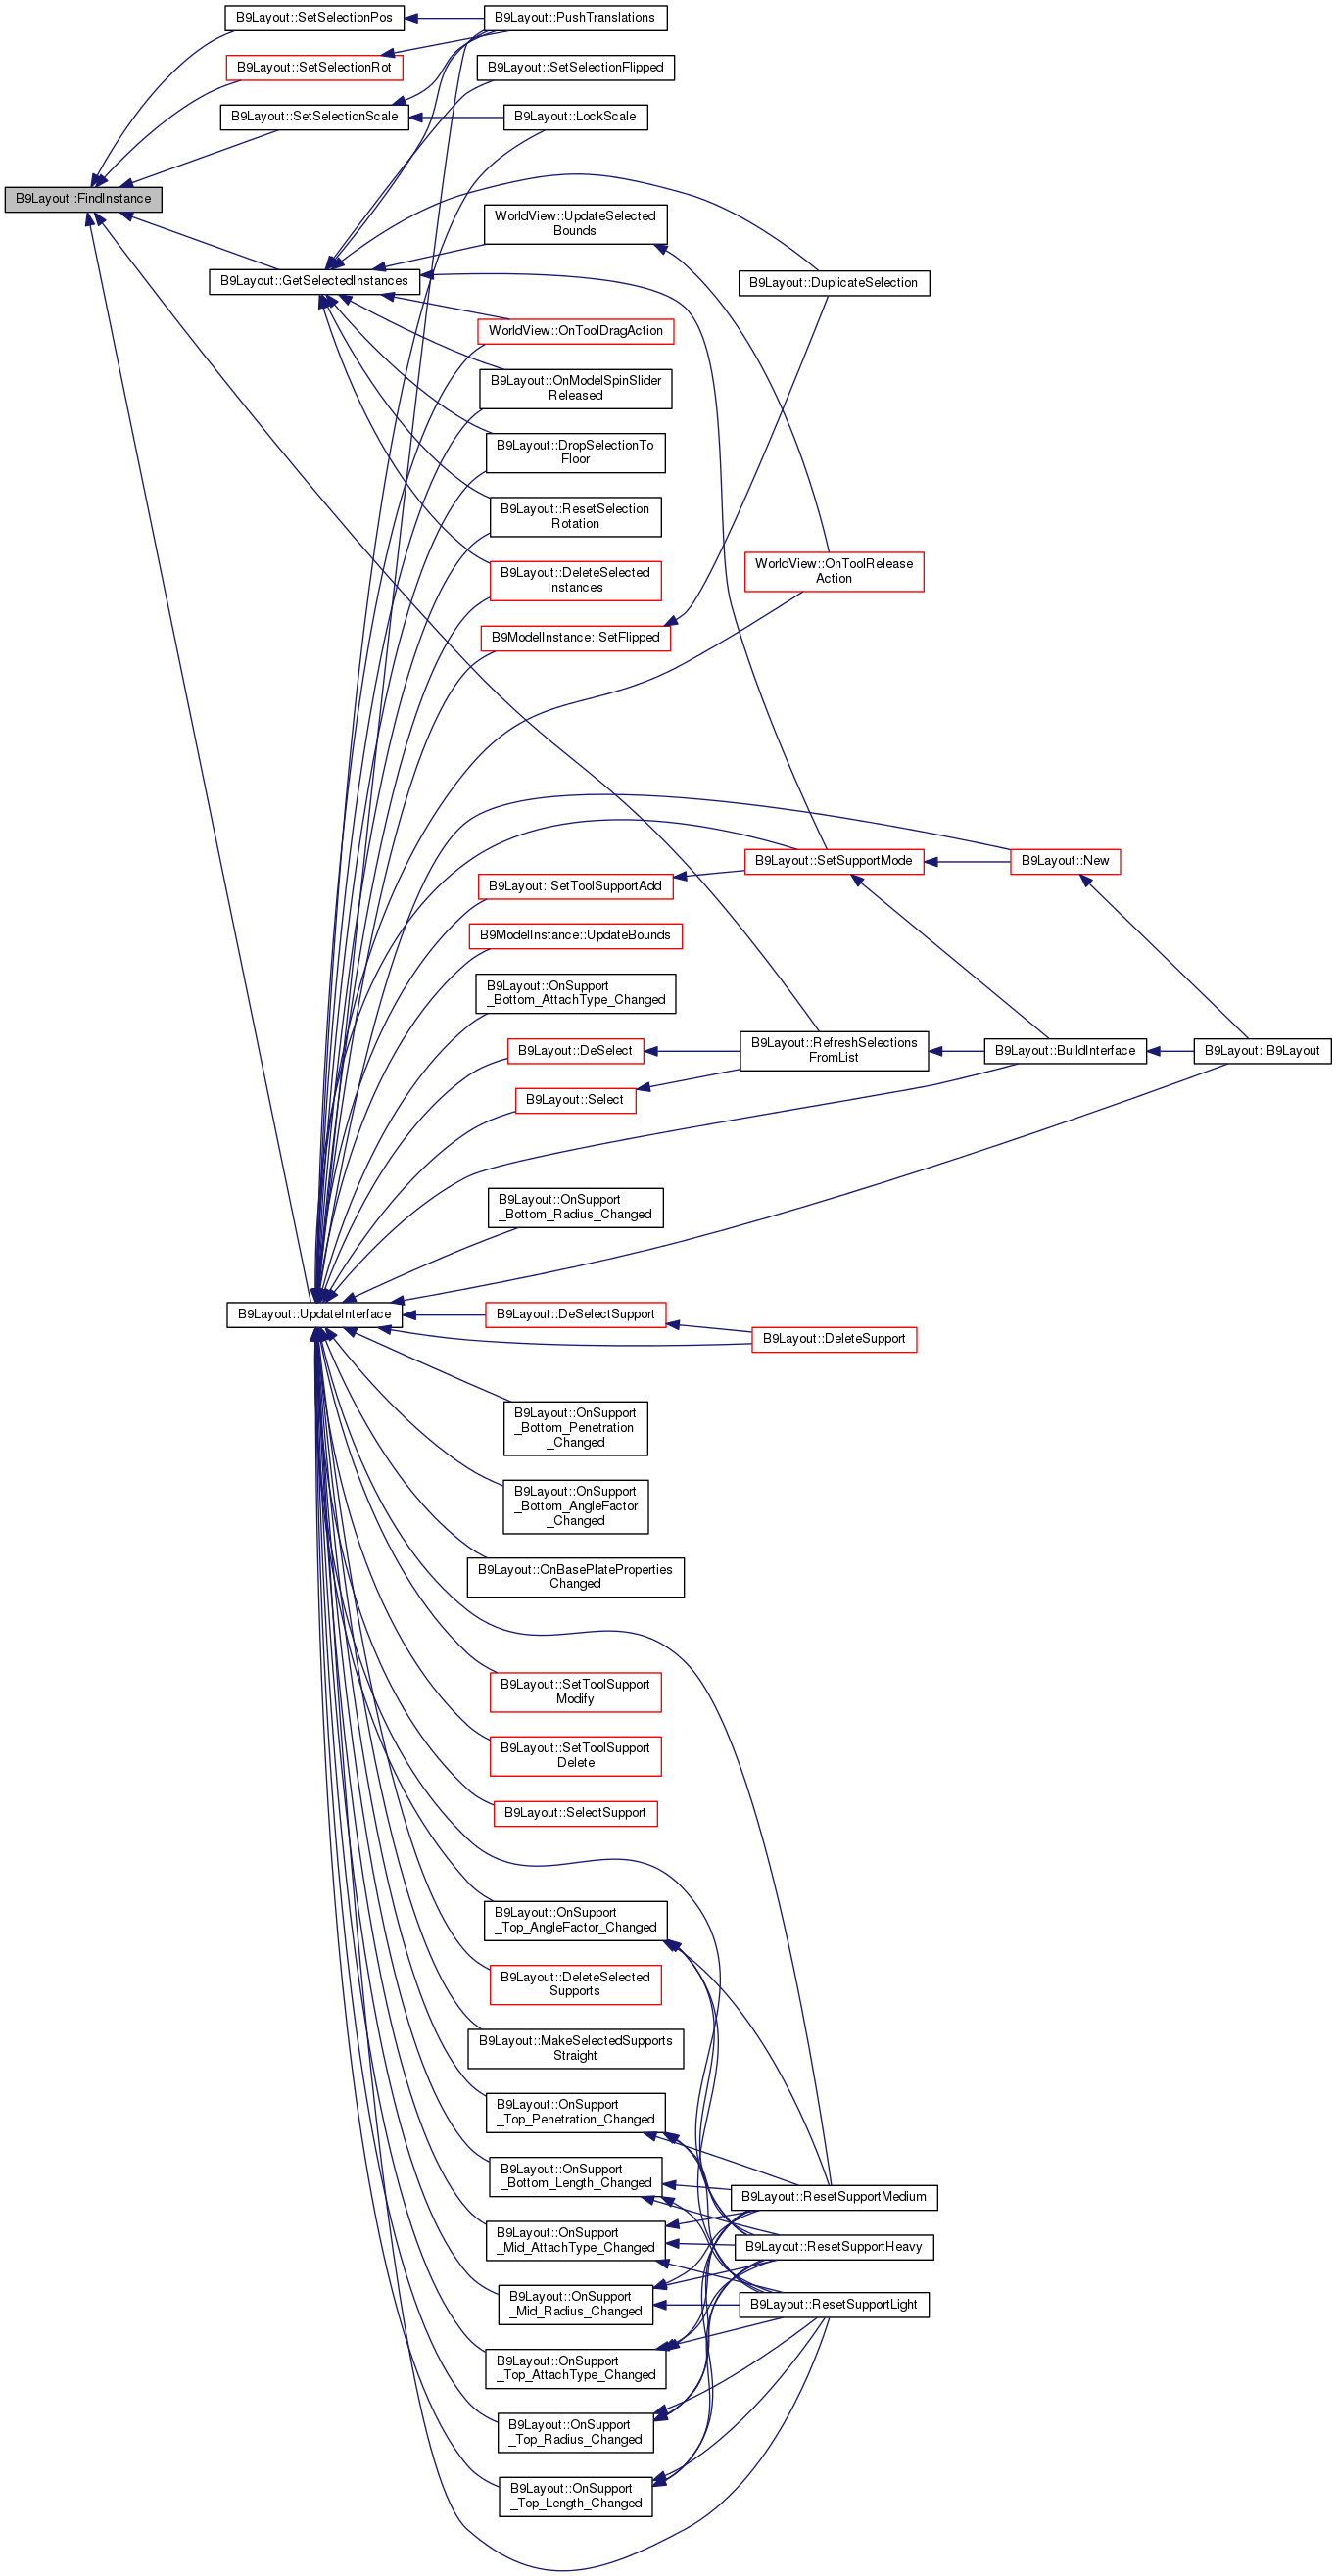 B9Layout::SetSelectionPos
B9Layout::PushTranslations
B9Layout::SetSelectionRot
B9Layout::SetSelectionFlipped
B9Layout::SetSelectionScale
B9Layout::LockScale
B9Layout::FindInstance
WorldView::UpdateSelected
Bounds
B9Layout::GetSelectedInstances
B9Layout::DuplicateSelection
WorldView::OnToolDragAction
B9Layout::OnModelSpinSlider
Released
B9Layout::DropSelectionTo
Floor
B9Layout::ResetSelection
Rotation
B9Layout::DeleteSelected
Instances
WorldView::OnToolRelease
Action
B9ModelInstance::SetFlipped
B9Layout::SetSupportMode
B9Layout::New
B9Layout::SetToolSupportAdd
B9ModelInstance::UpdateBounds
B9Layout::OnSupport
_Bottom_AttachType_Changed
B9Layout::DeSelect
B9Layout::RefreshSelections
FromList
B9Layout::BuildInterface
B9Layout::B9Layout
B9Layout::Select
B9Layout::OnSupport
_Bottom_Radius_Changed
B9Layout::UpdateInterface
B9Layout::DeSelectSupport
B9Layout::DeleteSupport
B9Layout::OnSupport
_Bottom_Penetration
_Changed
B9Layout::OnSupport
_Bottom_AngleFactor
_Changed
B9Layout::OnBasePlateProperties
Changed
B9Layout::SetToolSupport
Modify
B9Layout::SetToolSupport
Delete
B9Layout::SelectSupport
B9Layout::OnSupport
_Top_AngleFactor_Changed
B9Layout::DeleteSelected
Supports
B9Layout::MakeSelectedSupports
Straight
B9Layout::OnSupport
_Top_Penetration_Changed
B9Layout::OnSupport
_Bottom_Length_Changed
B9Layout::ResetSupportMedium
B9Layout::OnSupport
_Mid_AttachType_Changed
B9Layout::ResetSupportHeavy
B9Layout::OnSupport
_Mid_Radius_Changed
B9Layout::ResetSupportLight
B9Layout::OnSupport
_Top_AttachType_Changed
B9Layout::OnSupport
_Top_Radius_Changed
B9Layout::OnSupport
_Top_Length_Changed